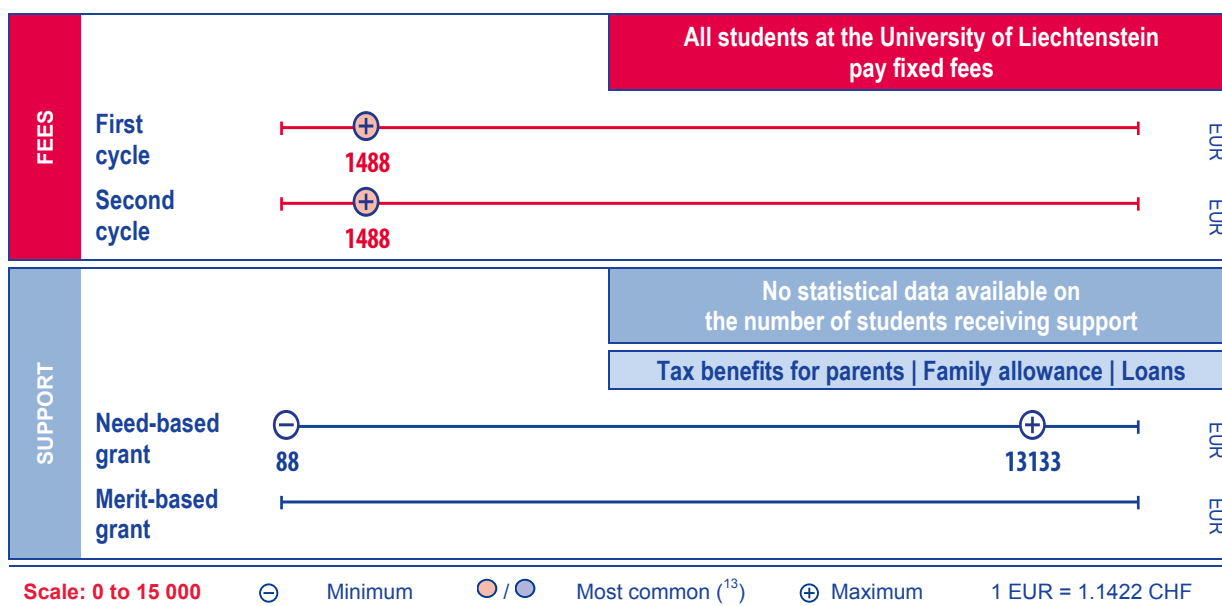 All students at the University of Liechtenstein
pay fixed fees
FEES
First
cycle
1488
EUR
Second
cycle
1488
EUR
No statistical data available on
the number of students receiving support
Tax benefits for parents | Family allowance | Loans
SUPPORT
Need-based
grant
88
13133
EUR
Merit-based
grant
EUR
Scale: 0 to 15 000 ⊖ Minimum / Most common (13) ⊕ Maximum 1 EUR = 1.1422 CHF